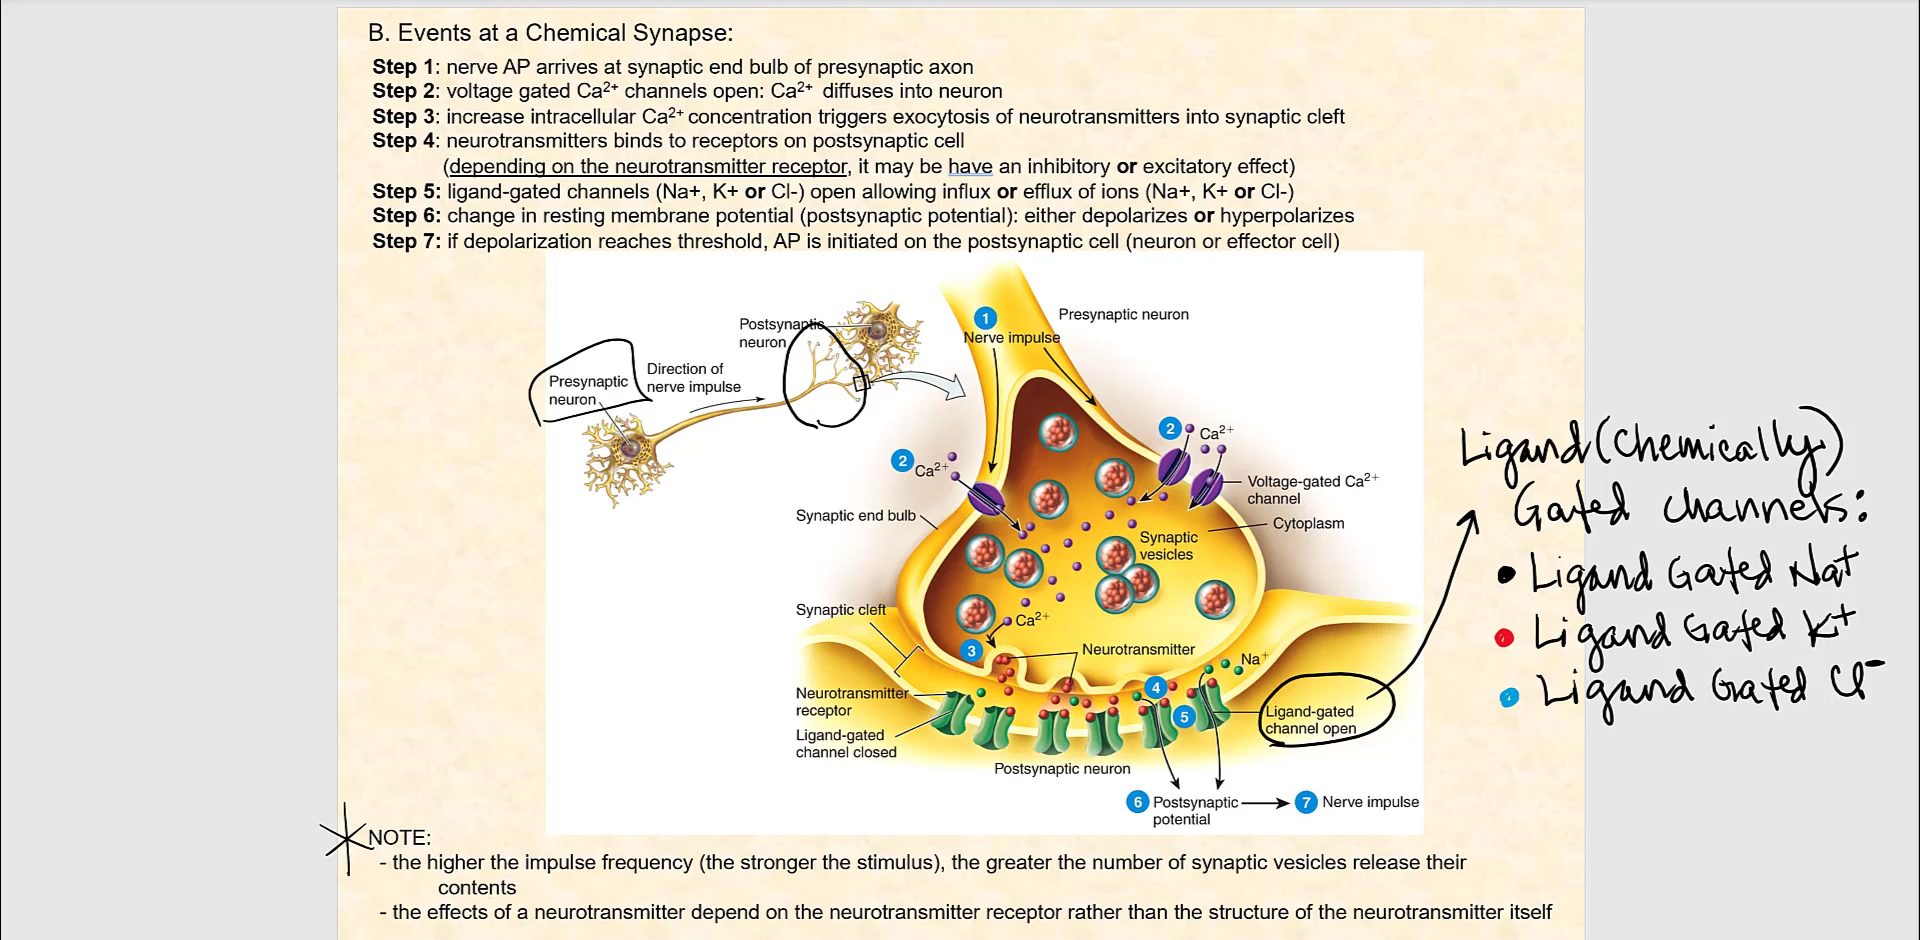 B. Events at a Chemical Synapse:
Step 1: nerve AP arrives at synaptic end bulb of presynaptic axon
Step 2: voltage gated Ca²⁺ channels open: Ca²⁺ diffuses into neuron
Step 3: increase intracellular Ca²⁺ concentration triggers exocytosis of neurotransmitters into synaptic cleft
Step 4: neurotransmitters binds to receptors on postsynaptic cell
(depending on the neurotransmitter receptor, it may be have an inhibitory or excitatory effect)
Step 5: ligand-gated channels (Na+, K+ or Cl-) open allowing influx or efflux of ions (Na+, K+ or Cl-)
Step 6: change in resting membrane potential (postsynaptic potential): either depolarizes or hyperpolarizes
Step 7: if depolarization reaches threshold, AP is initiated on the postsynaptic cell (neuron or effector cell)
Postsynaptic
neuron
Presynaptic
neuron
Direction of
nerve impulse
1
Nerve impulse
Presynaptic neuron
2
Ca²⁺
2
Ca²⁺
Voltage-gated Ca²⁺
channel
Synaptic end bulb
Cytoplasm
Synaptic
vesicles
Synaptic cleft
Ca²⁺
3
Neurotransmitter
Na⁺
4
Neurotransmitter
receptor
5
Ligand-gated
channel open
Ligand-gated
channel closed
Postsynaptic neuron
6 Postsynaptic
potential
7 Nerve impulse
Ligand (Chemically)
Gated channels:
• Ligand Gated Na⁺
• Ligand Gated K⁺
• Ligand Gated Cl⁻
NOTE:
- the higher the impulse frequency (the stronger the stimulus), the greater the number of synaptic vesicles release their
contents
- the effects of a neurotransmitter depend on the neurotransmitter receptor rather than the structure of the neurotransmitter itself